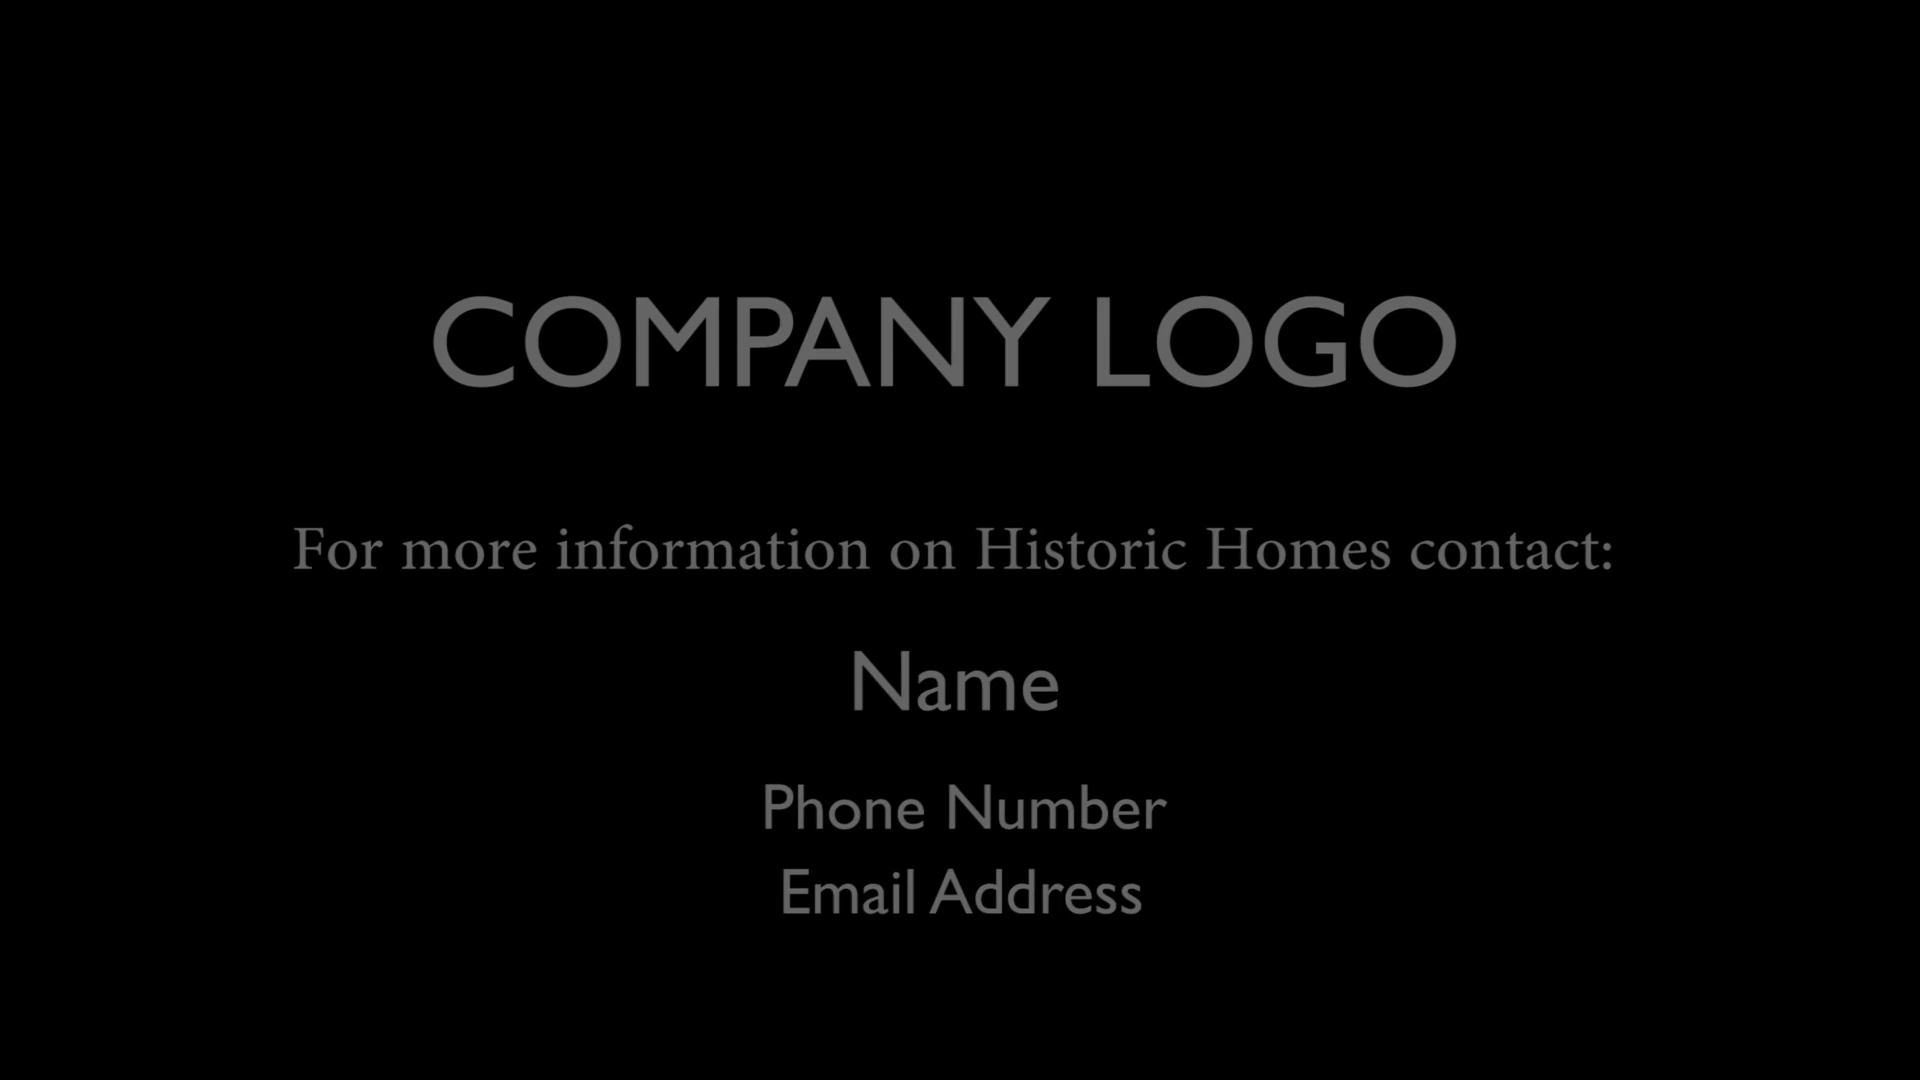 COMPANY LOGO
For more information on Historic Homes contact:
Name
Phone Number
Email Address